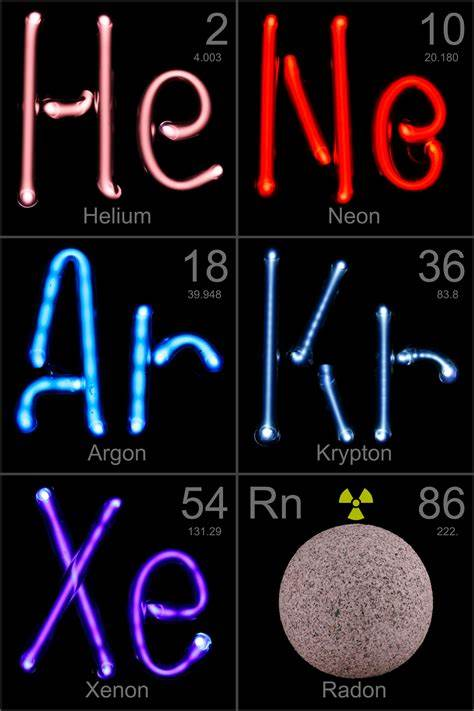 He 2
4.003
Helium
Ne 10
20.180
Neon
Ar 18
39.948
Argon
Kr 36
83.8
Krypton
Xe 54
131.29
Xenon
Rn 86
222.
Radon